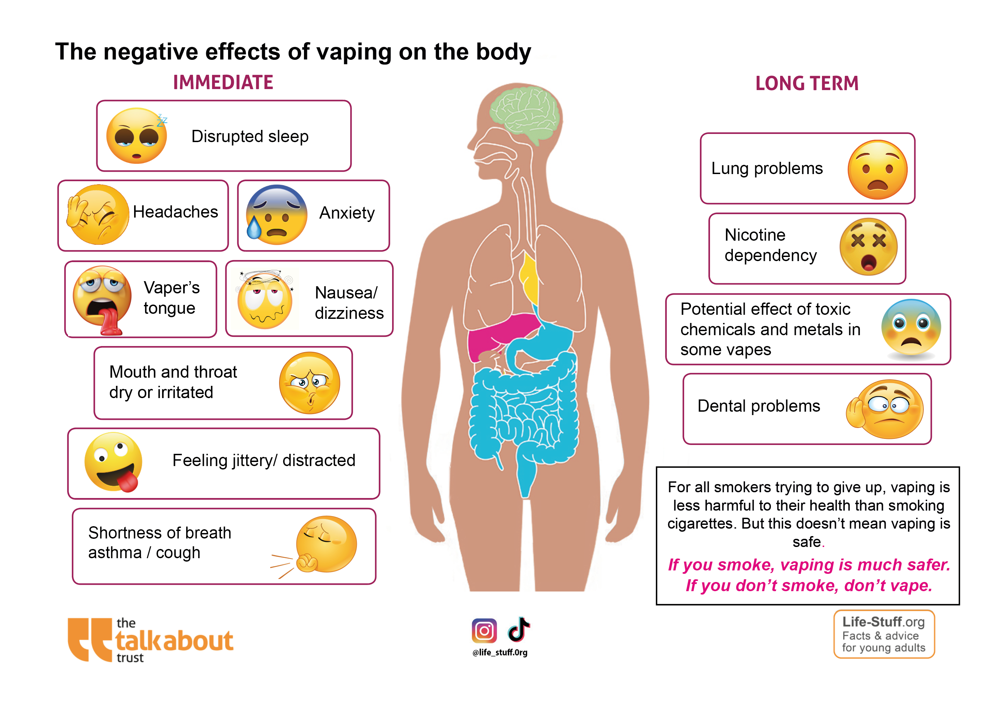 The negative effects of vaping on the body
IMMEDIATE
Disrupted sleep
Headaches
Anxiety
Vaper’s
tongue
Nausea/
dizziness
Mouth and throat
dry or irritated
Feeling jittery/ distracted
Shortness of breath
asthma / cough
LONG TERM
Lung problems
Nicotine
dependency
Potential effect of toxic
chemicals and metals in
some vapes
Dental problems
For all smokers trying to give up, vaping is
less harmful to their health than smoking
cigarettes. But this doesn’t mean vaping is
safe.
If you smoke, vaping is much safer.
If you don’t smoke, don’t vape.
the
talkabout
trust
@life_stuff.0rg
Life-Stuff.org
Facts & advice
for young adults
zzz